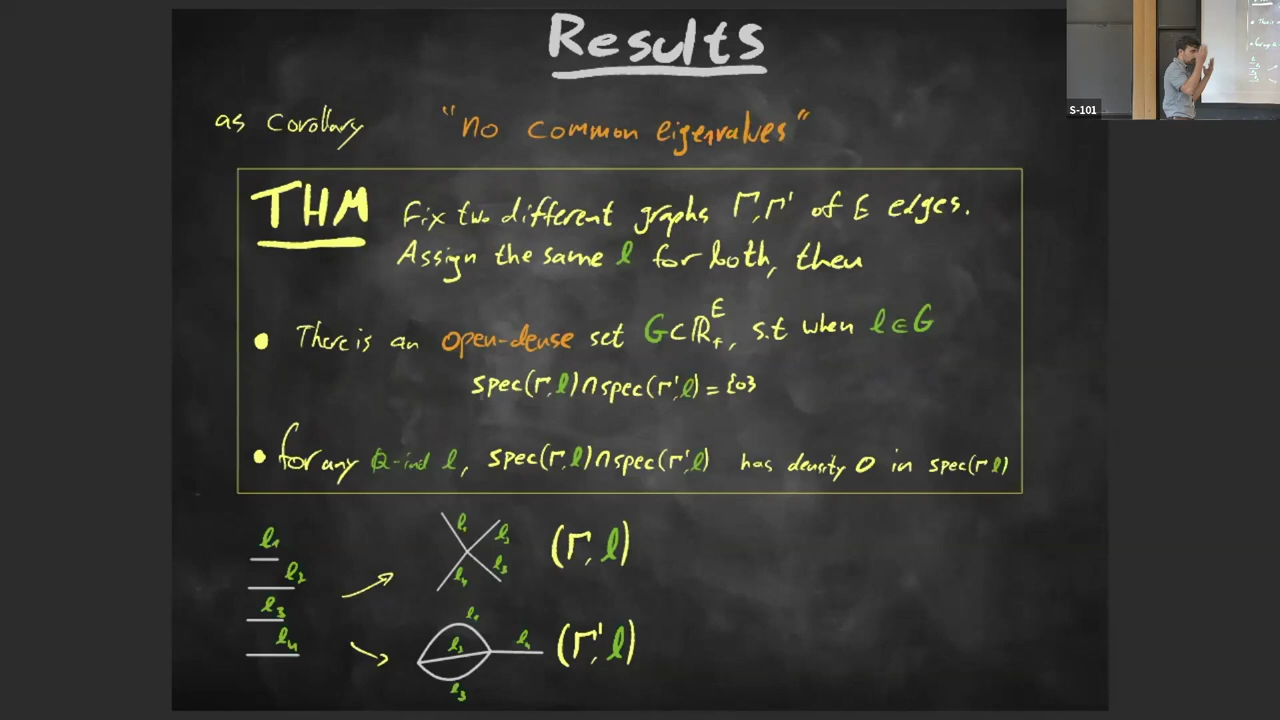 Results
as Corollary "no common eigenvalues"
THM Fix two different graphs Γ,Γ' of E edges.
Assign the same l for both, then
• There is an open-dense set G⊂ℝ₊^E, s.t when l∈G
spec(Γ,l)∩spec(Γ',l) = {0}
• for any Q-ind l, spec(Γ,l)∩spec(Γ',l) has density 0 in spec(Γ,l)
l₁
l₂
l₃
l₄
(Γ, l)
l₄
(Γ', l)
l₃
S-101